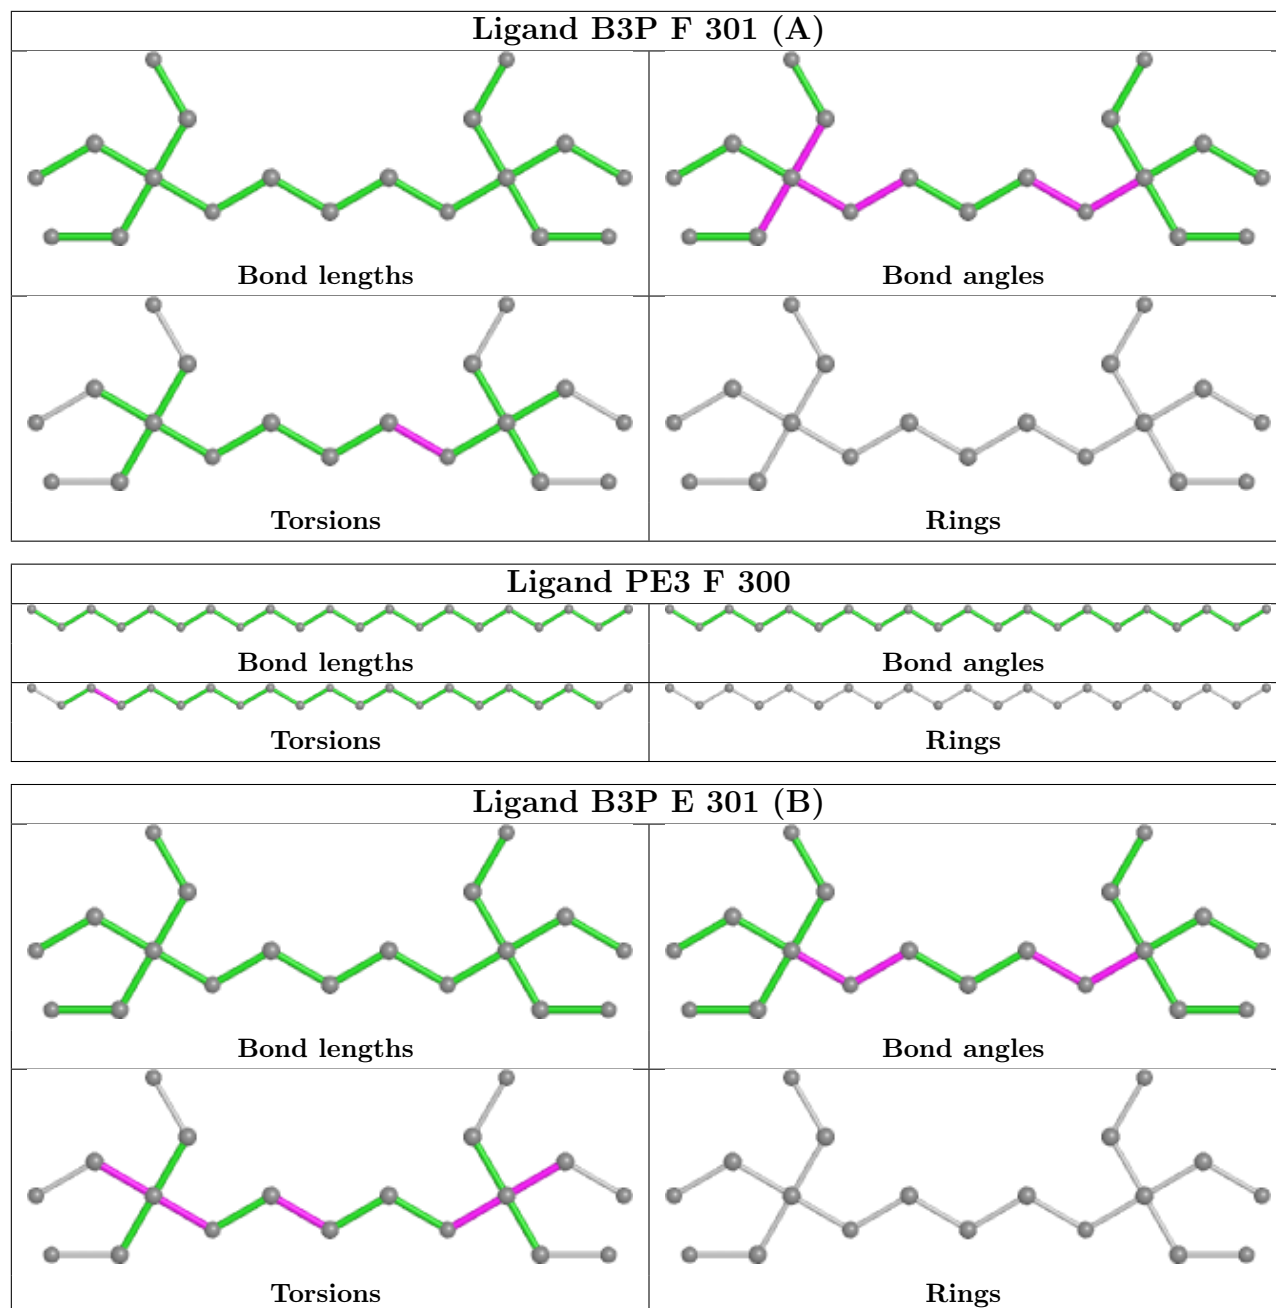 Ligand B3P F 301 (A)
Bond lengths
Bond angles
Torsions
Rings
Ligand PE3 F 300
Bond lengths
Bond angles
Torsions
Rings
Ligand B3P E 301 (B)
Bond lengths
Bond angles
Torsions
Rings